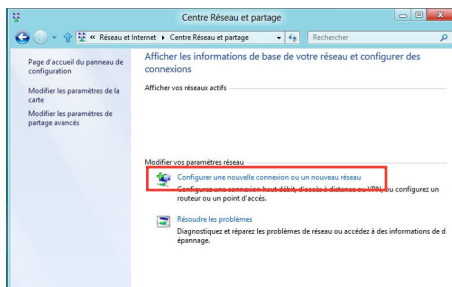 Centre Réseau et partage
« Réseau et Internet ▸ Centre Réseau et partage
Rechercher
Page d'accueil du panneau de
configuration
Modifier les paramètres de la
carte
Modifier les paramètres de
partage avancés
Afficher les informations de base de votre réseau et configurer des
connexions
Afficher vos réseaux actifs
Modifier vos paramètres réseau
Configurer une nouvelle connexion ou un nouveau réseau
Configurez une connexion haut débit, d'accès à distance ou VPN, ou configurez un
routeur ou un point d'accès.
Résoudre les problèmes
Diagnostiquez et réparez les problèmes de réseau ou accédez à des informations de d
épannage.